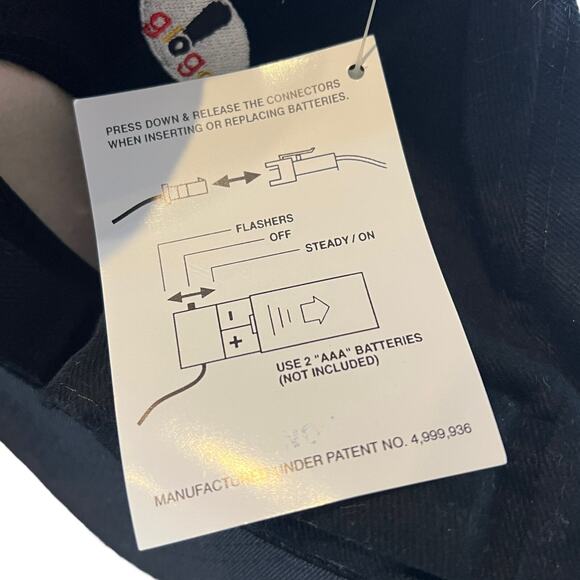 PRESS DOWN & RELEASE THE CONNECTORS
WHEN INSERTING OR REPLACING BATTERIES.
FLASHERS
OFF
STEADY / ON
-
+
USE 2 "AAA" BATTERIES
(NOT INCLUDED)
MANUFACTURED UNDER PATENT NO. 4,999,936